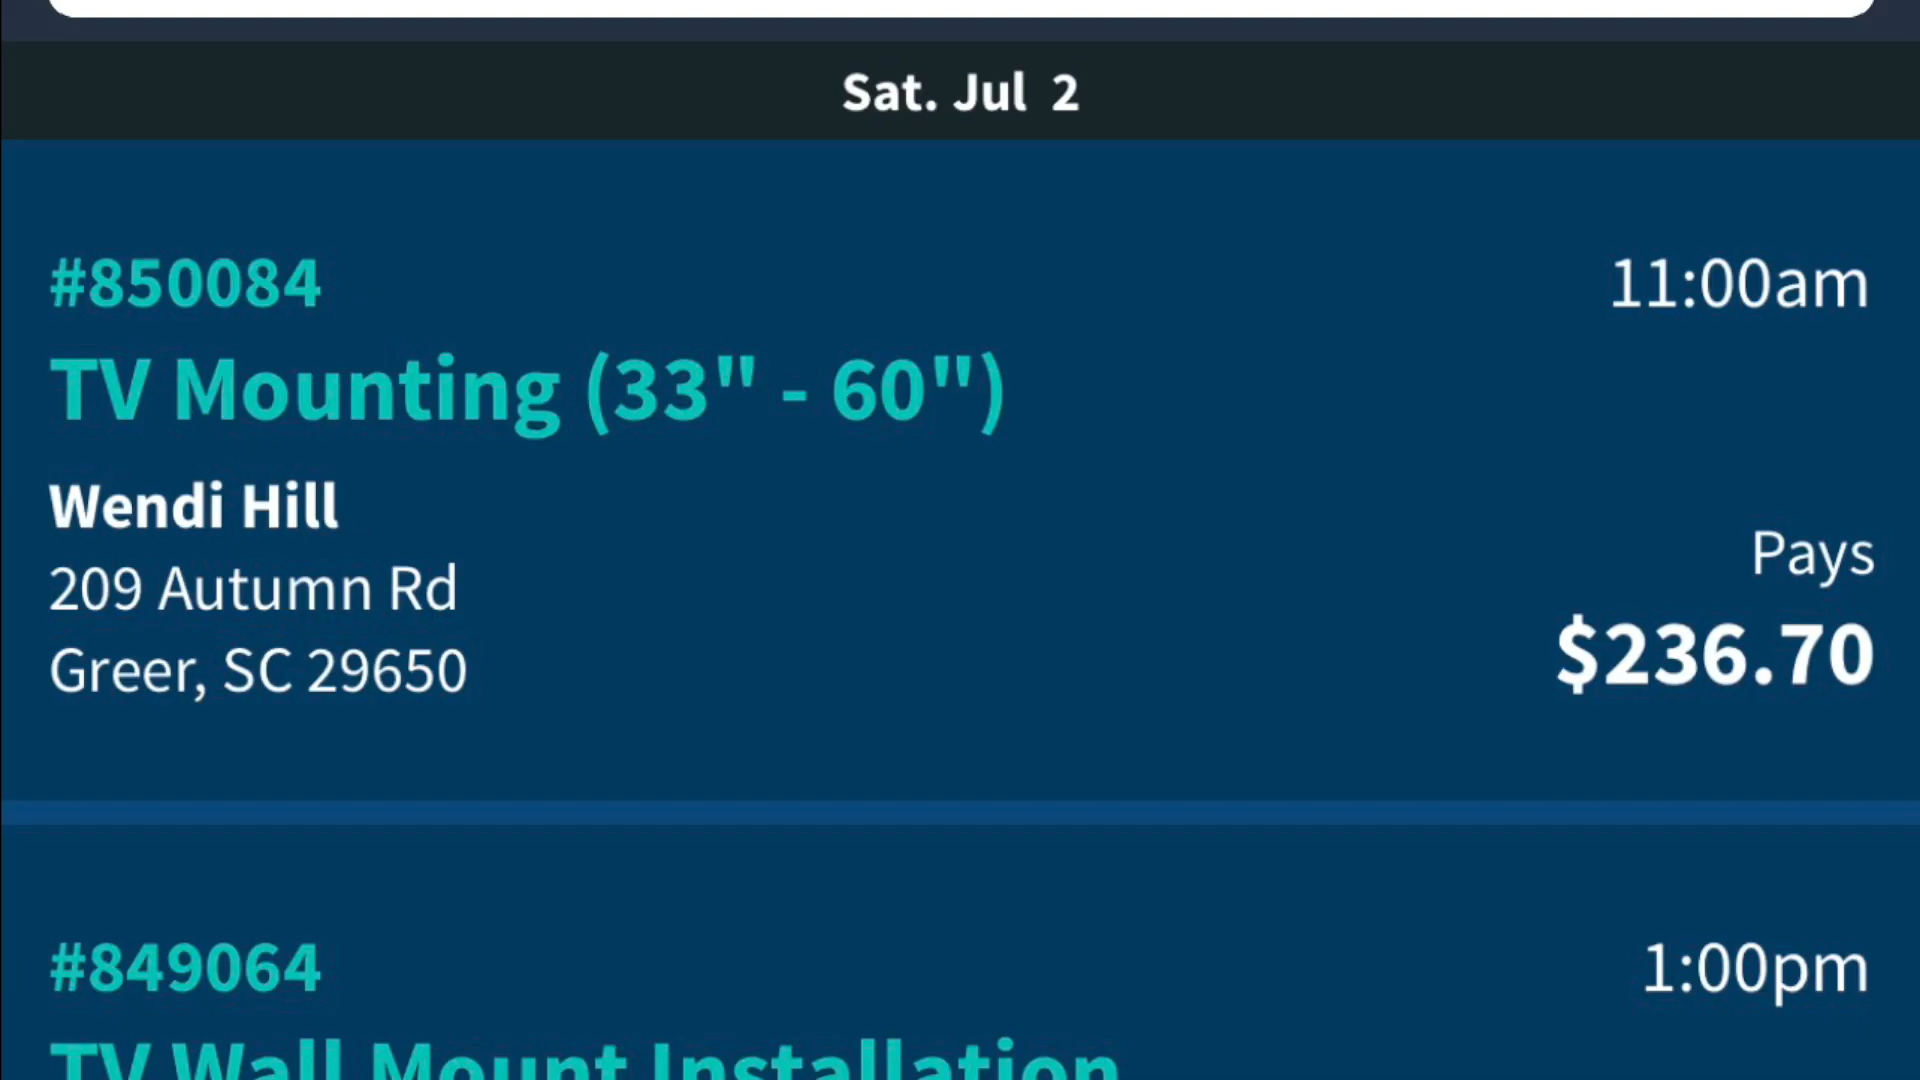 Sat. Jul 2
#850084
11:00am
TV Mounting (33" - 60")
Wendi Hill
209 Autumn Rd
Greer, SC 29650
Pays
$236.70
#849064
1:00pm
TV Wall Mount Installation